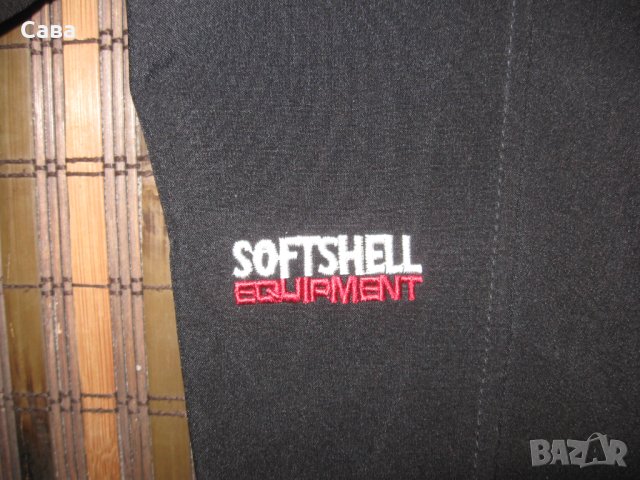 Сава
SOFTSHELL
EQUIPMENT
BAZAR